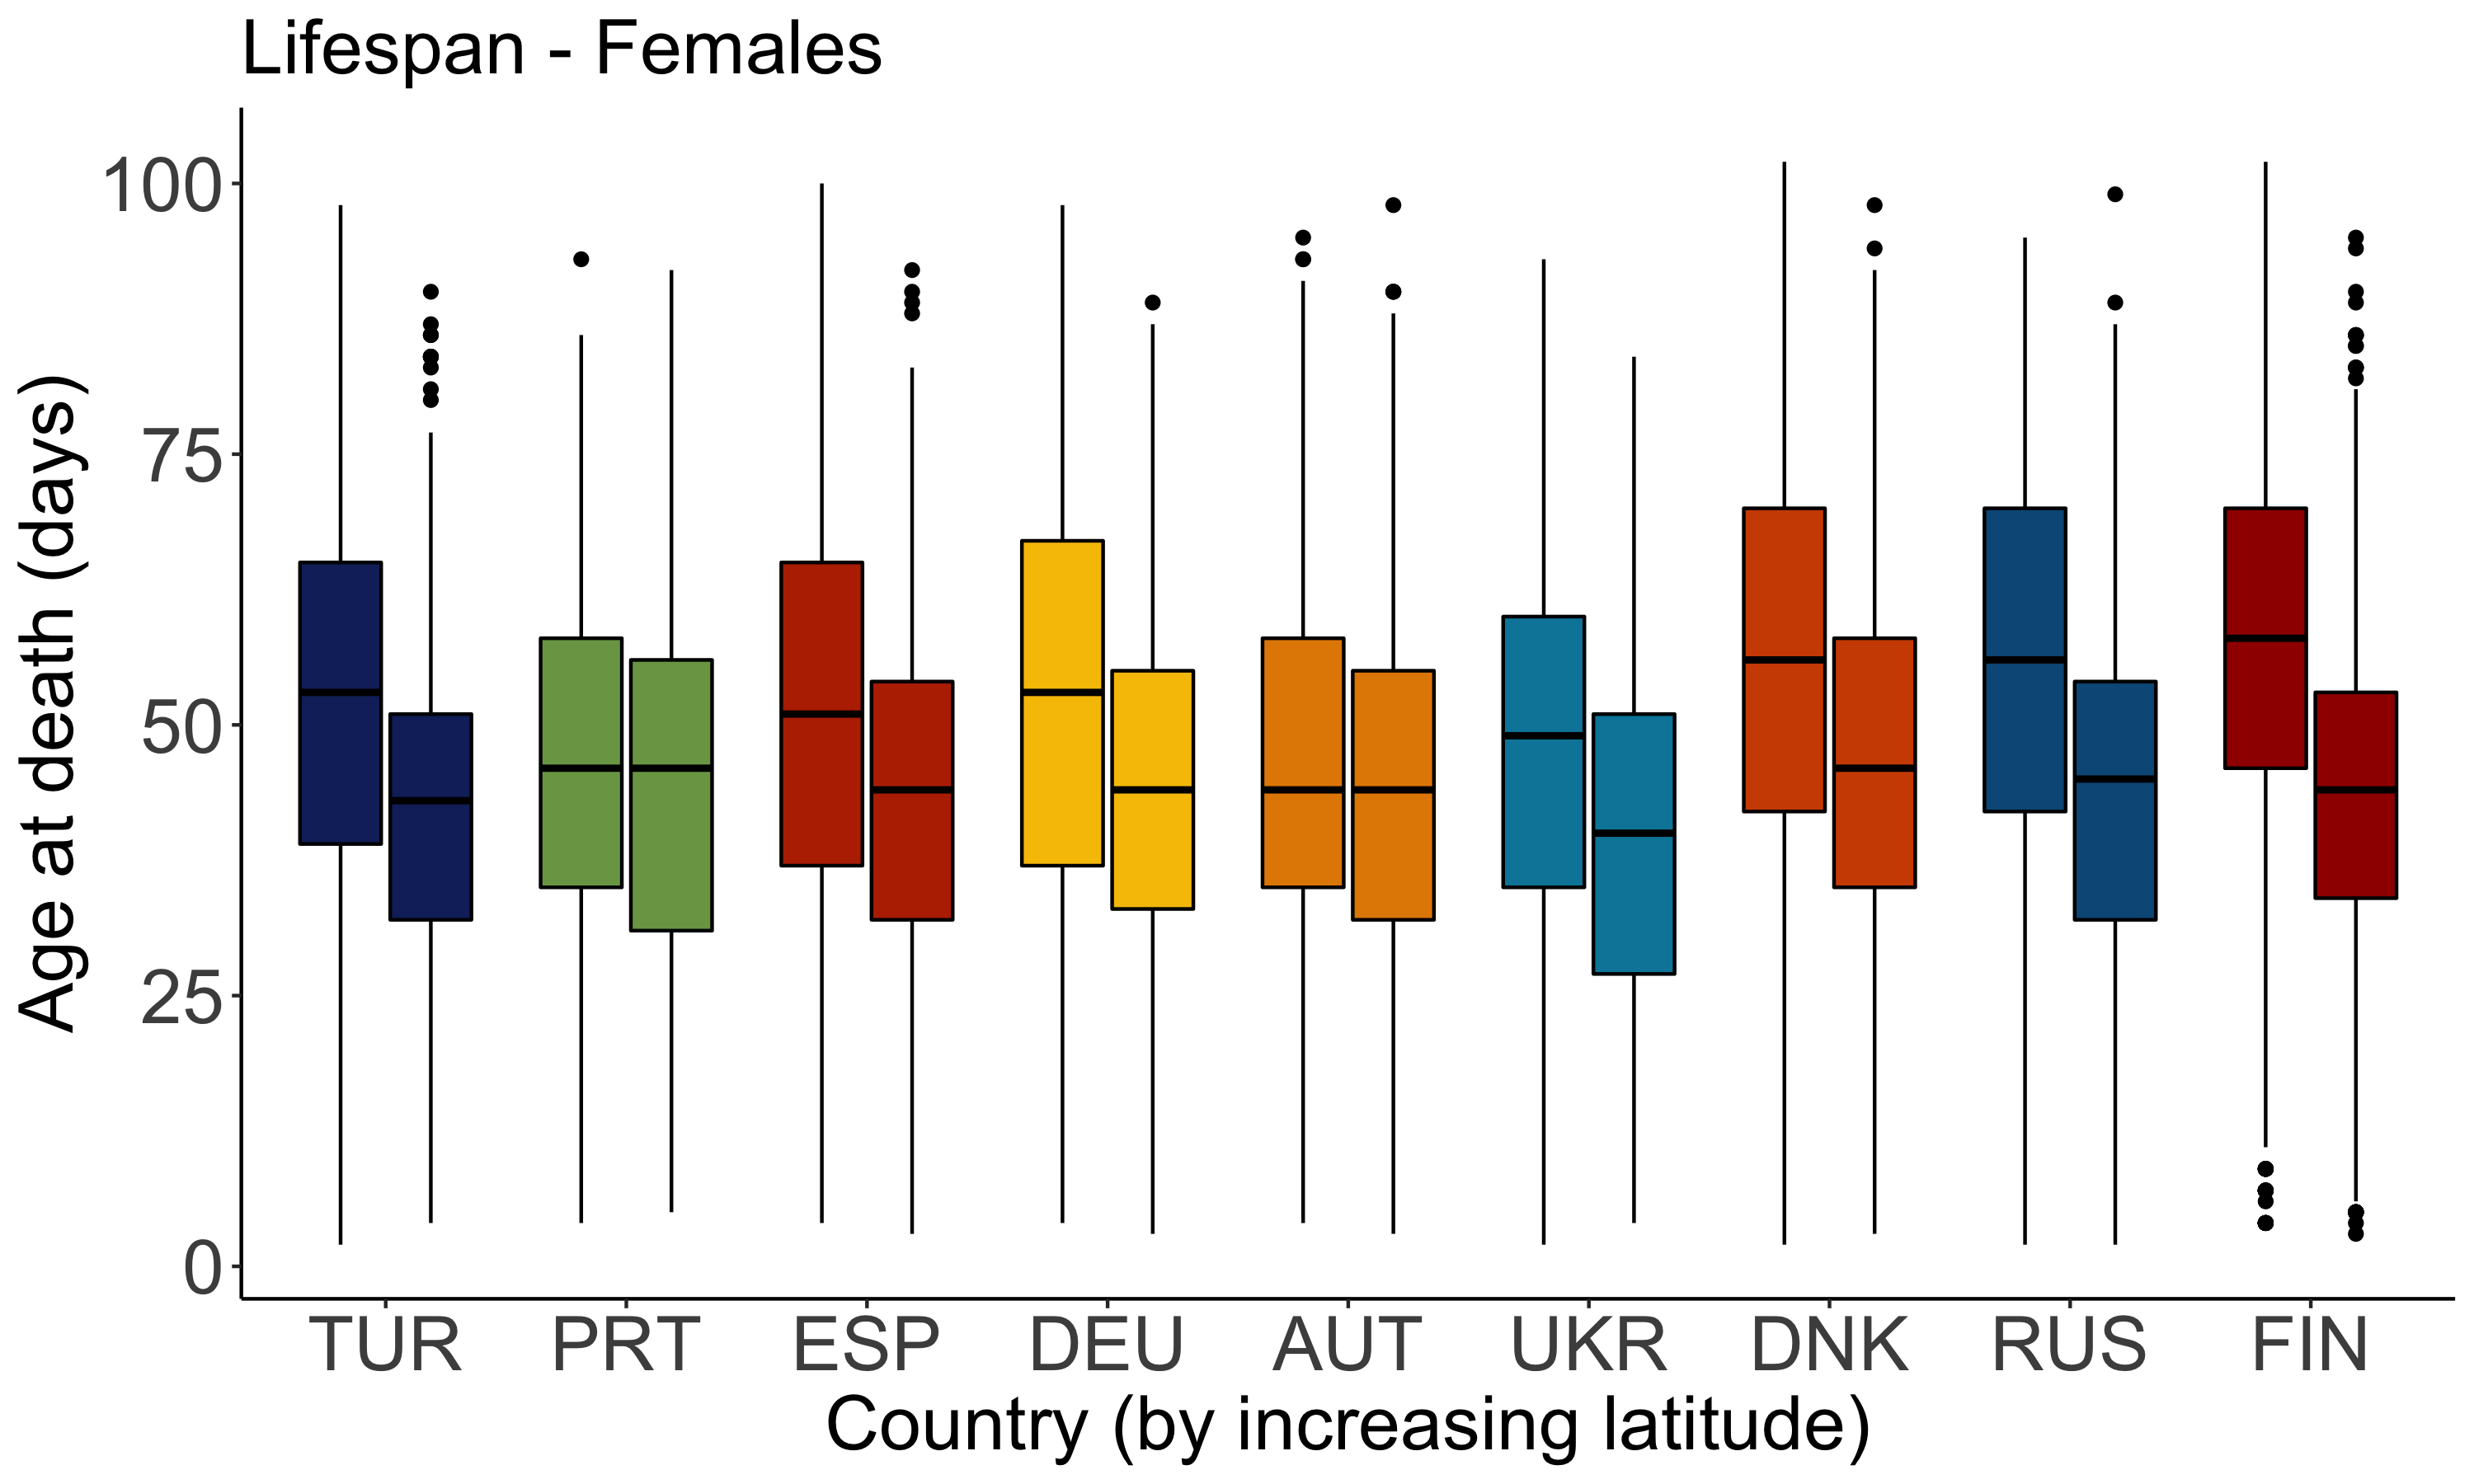 Lifespan - Females
Age at death (days)
100
75
50
25
0
TUR PRT ESP DEU AUT UKR DNK RUS FIN
Country (by increasing latitude)